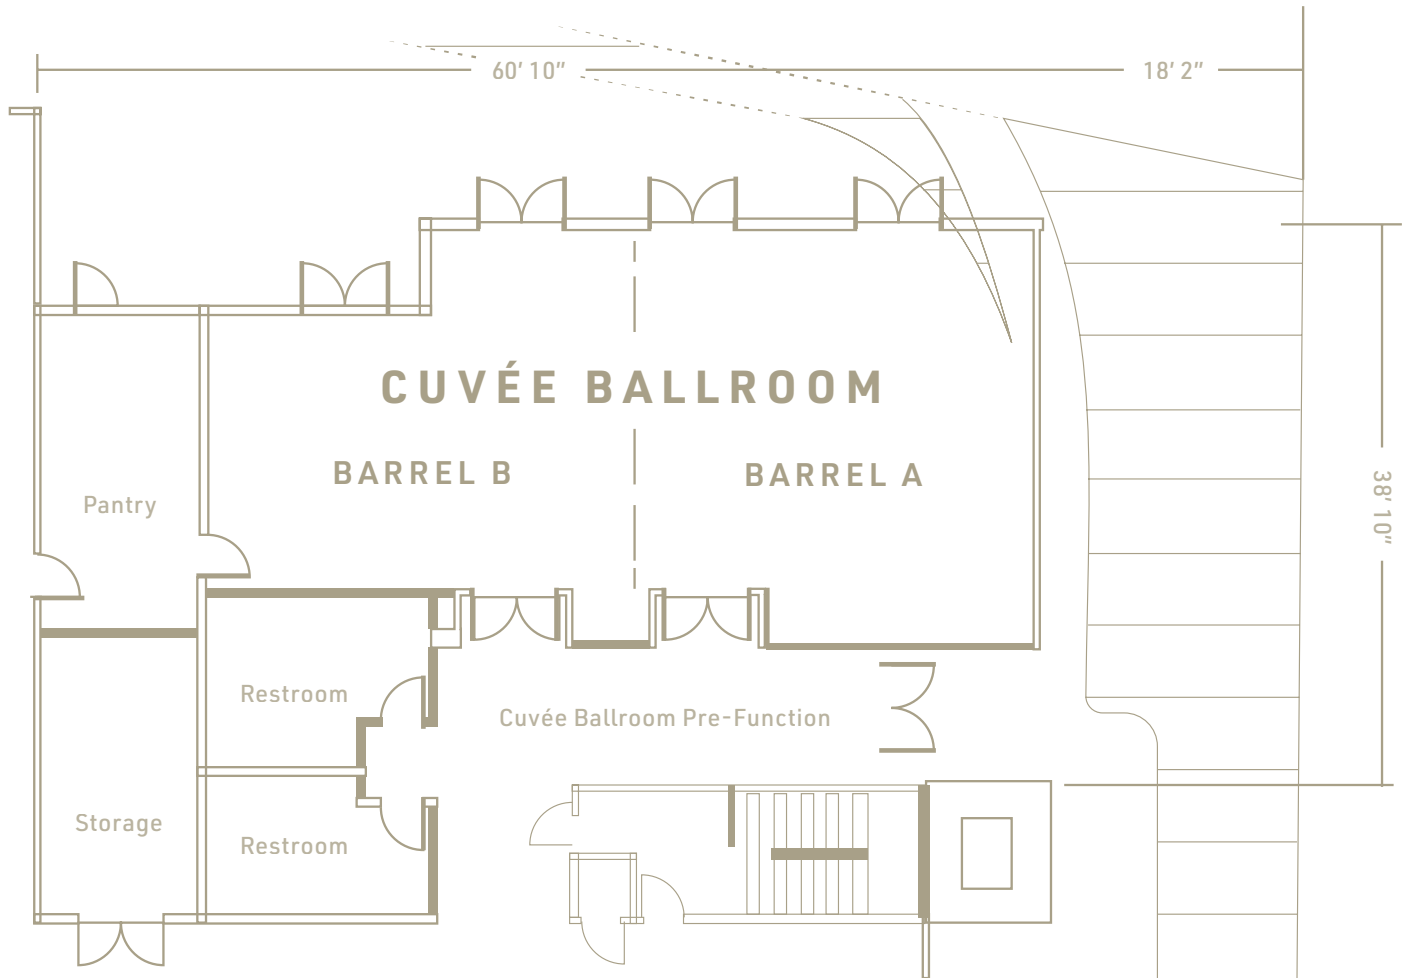 60' 10"
18' 2"
CUVÉE BALLROOM
BARREL B
BARREL A
Pantry
38' 10"
Restroom
Cuvée Ballroom Pre-Function
Storage
Restroom